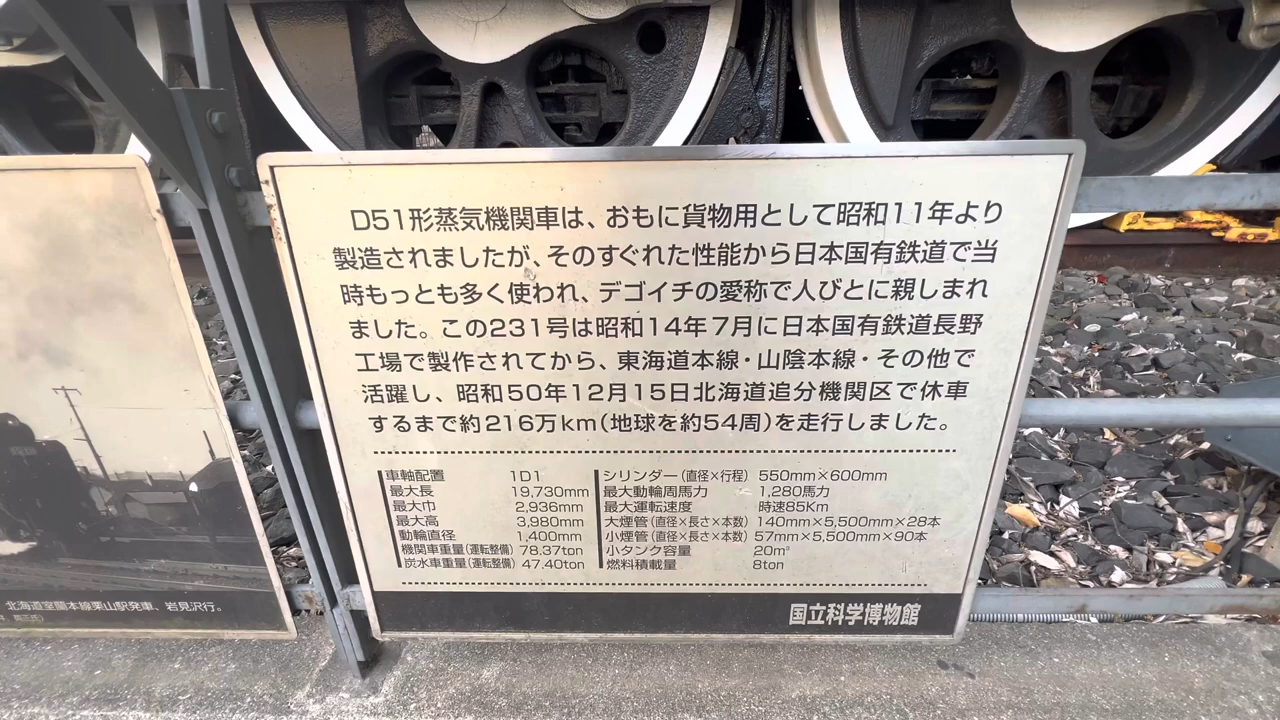 D51形蒸気機関車は、おもに貨物用として昭和11年より
製造されましたが、そのすぐれた性能から日本国有鉄道で当
時もっとも多く使われ、デゴイチの愛称で人びとに親しまれ
ました。この231号は昭和14年7月に日本国有鉄道長野
工場で製作されてから、東海道本線・山陰本線・その他で
活躍し、昭和50年12月15日北海道追分機関区で休車
するまで約216万km(地球を約54周)を走行しました。
車軸配置 1D1
最大長 19,730mm
最大巾 2,936mm
最大高 3,980mm
動輪直径 1,400mm
機関車重量(運転整備) 78.37ton
炭水車重量(運転整備) 47.40ton
シリンダー(直径×行程) 550mm×600mm
最大動輪周馬力 1,280馬力
最大運転速度 時速85Km
大煙管(直径×長さ×本数) 140mm×5,500mm×28本
小煙管(直径×長さ×本数) 57mm×5,500mm×90本
小タンク容量 20m³
燃料積載量 8ton
国立科学博物館
北海道室蘭本線栗山駅発車、岩見沢行。